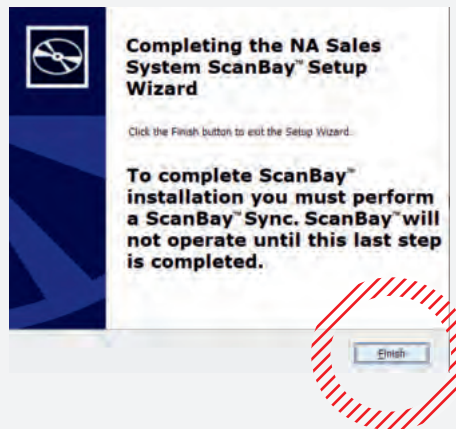 Completing the NA Sales
System ScanBay™ Setup
Wizard
Click the Finish button to exit the Setup Wizard.
To complete ScanBay™
installation you must perform
a ScanBay™ Sync. ScanBay™ will
not operate until this last step
is completed.
Finish